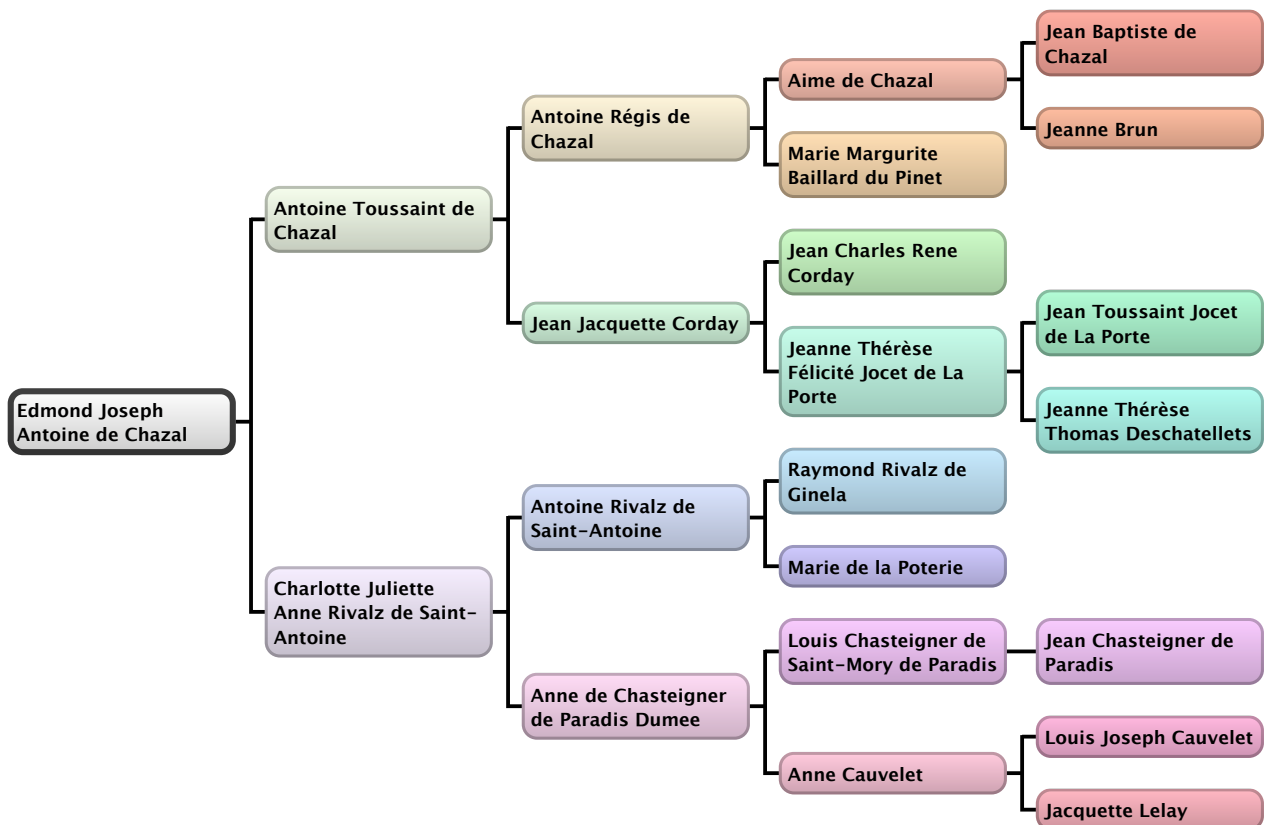 Jean Baptiste de
Chazal
Aime de Chazal
Antoine Régis de
Chazal
Jeanne Brun
Marie Margurite
Baillard du Pinet
Antoine Toussaint de
Chazal
Jean Charles Rene
Corday
Jean Jacquette Corday
Jean Toussaint Jocet
de La Porte
Jeanne Thérèse
Félicité Jocet de La
Porte
Jeanne Thérèse
Thomas Deschatellets
Edmond Joseph
Antoine de Chazal
Raymond Rivalz de
Ginela
Antoine Rivalz de
Saint-Antoine
Marie de la Poterie
Charlotte Juliette
Anne Rivalz de Saint-
Antoine
Louis Chasteigner de
Saint-Mory de Paradis
Jean Chasteigner de
Paradis
Anne de Chasteigner
de Paradis Dumee
Louis Joseph Cauvelet
Anne Cauvelet
Jacquette Lelay